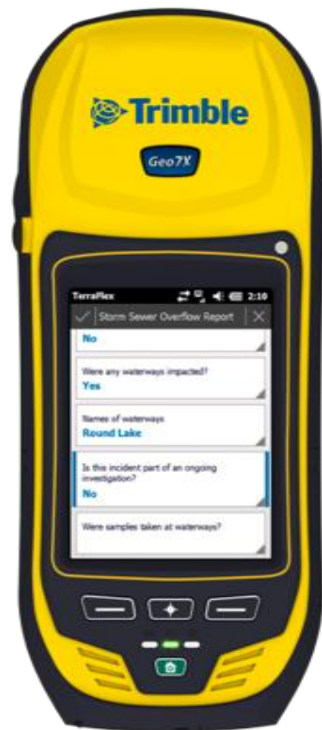 Trimble
Geo7X
TerraFlex 2:10
Storm Sewer Overflow Report
No
Were any waterways impacted?
Yes
Names of waterways
Round Lake
Is this incident part of an ongoing
investigation?
No
Were samples taken at waterways?